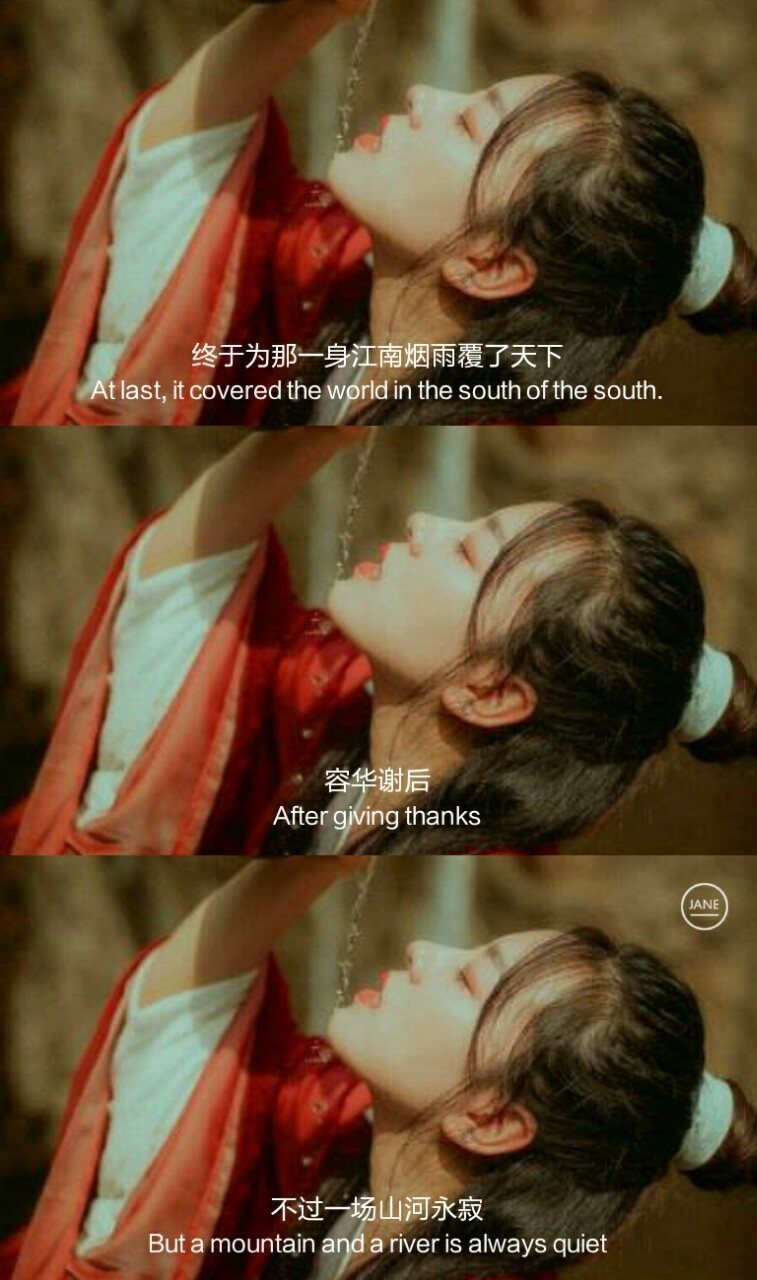 终于为那一身江南烟雨覆了天下
At last, it covered the world in the south of the south.
容华谢后
After giving thanks
JANE
不过一场山河永寂
But a mountain and a river is always quiet